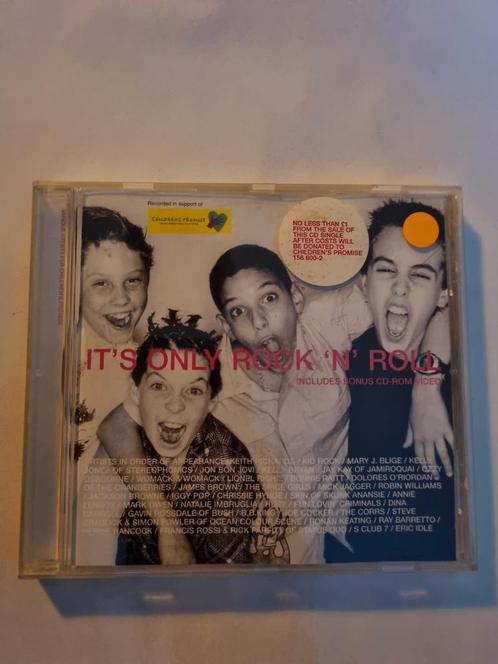 Recorded in support of
CHILDREN'S PROMISE
NO LESS THAN £1
FROM THE SALE OF
THIS CD SINGLE
AFTER COSTS WILL
BE DONATED TO
CHILDREN'S PROMISE
156 600-2
IT'S ONLY ROCK 'N' ROLL
INCLUDES BONUS CD-ROM VIDEO
ARTISTS IN ORDER OF APPEARANCE: KEITH RICHARDS / KID ROCK / MARY J. BLIGE / KELLY
JONES OF STEREOPHONICS / JON BON JOVI / KELLE BRYAN / JAY KAY OF JAMIROQUAI / OZZY
OSBOURNE / WOMACK & WOMACK / LIONEL RICHIE / BONNIE RAITT / DOLORES O'RIORDAN
OF THE CRANBERRIES / JAMES BROWN / THE SPICE GIRLS / MICK JAGGER / ROBIN WILLIAMS
/ JACKSON BROWNE / IGGY POP / CHRISSIE HYNDE / SKIN OF SKUNK ANANSIE / ANNIE
LENNOX / MARK OWEN / NATALIE IMBRUGLIA / HUEY / FUN LOVIN' CRIMINALS / DINA
CARROLL / GAVIN ROSSDALE OF BUSH / B.B. KING / JOE COCKER / THE CORRS / STEVE
CRADOCK & SIMON FOWLER OF OCEAN COLOUR SCENE / RONAN KEATING / RAY BARRETTO /
HERBIE HANCOCK / FRANCIS ROSSI & RICK PARFITT OF STATUS QUO / S CLUB 7 / ERIC IDLE